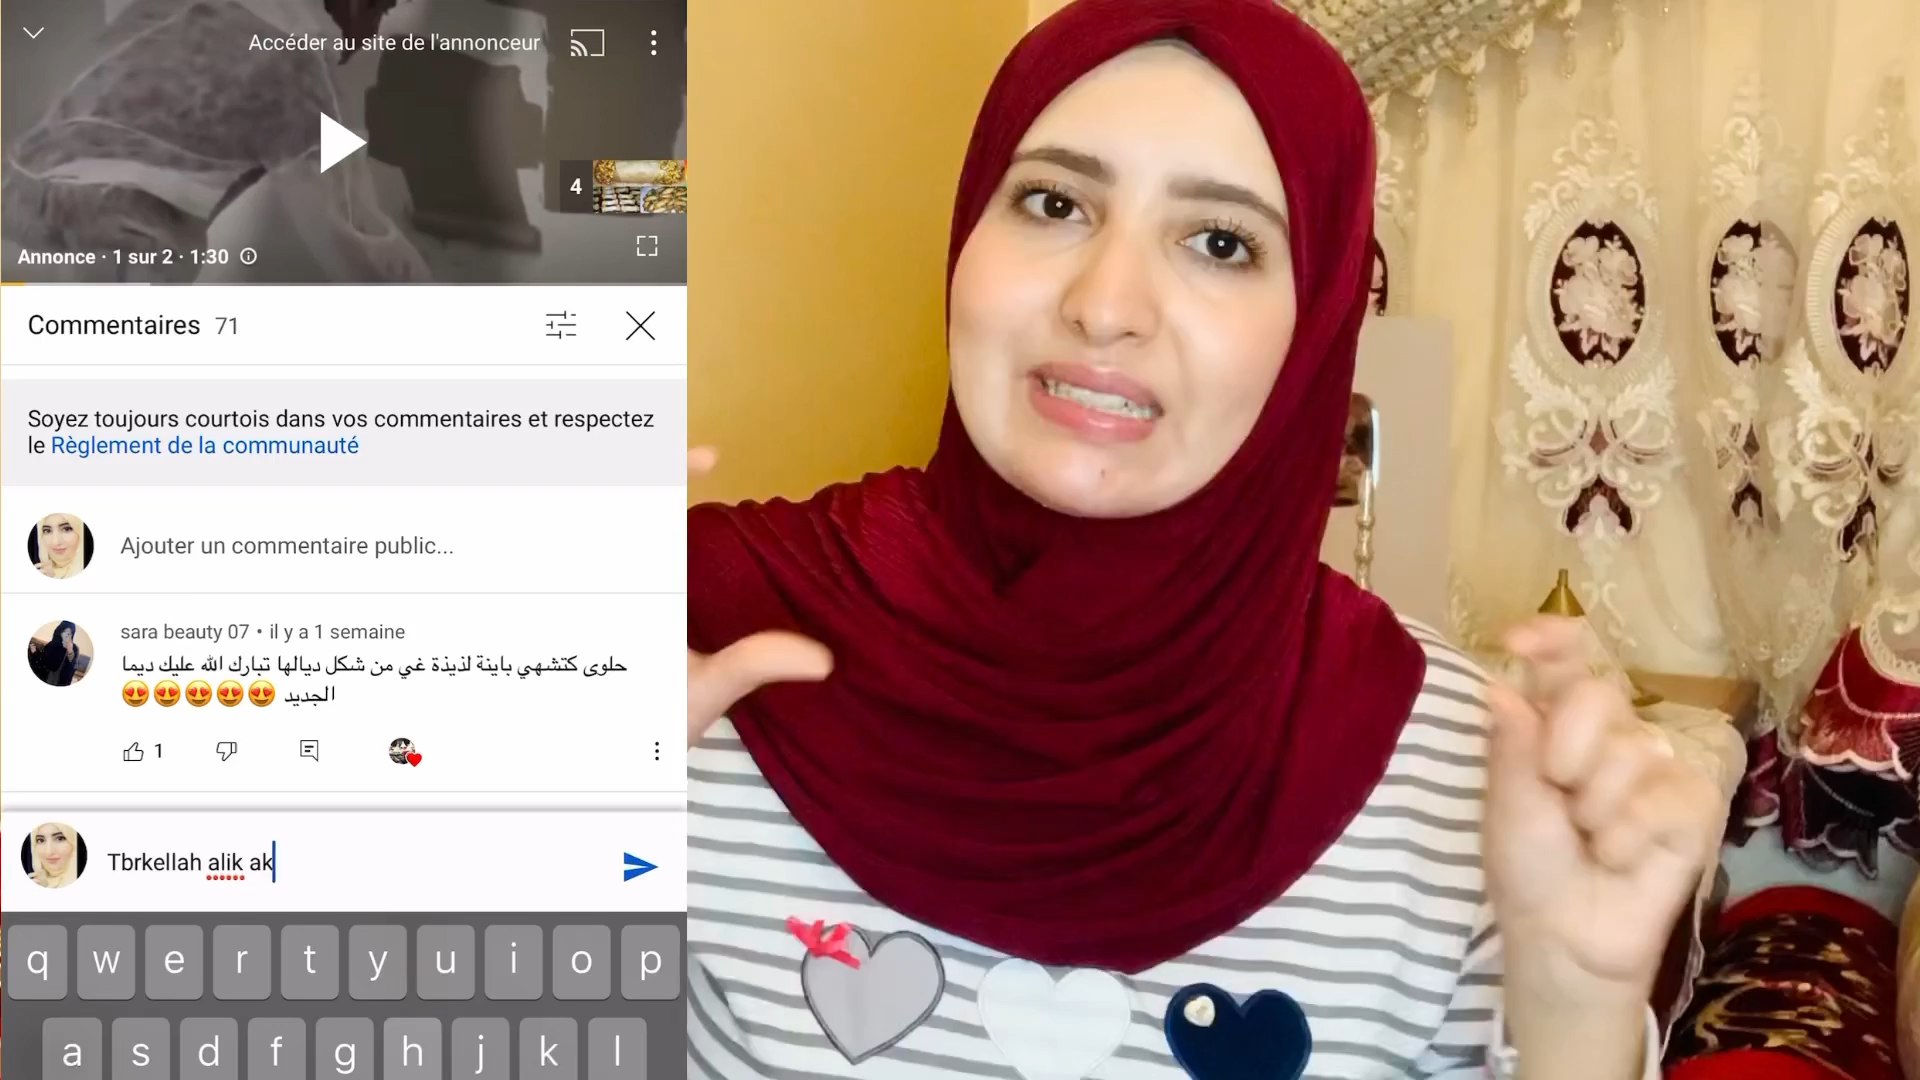 Accéder au site de l'annonceur
4
Annonce · 1 sur 2 · 1:30
Commentaires 71
Soyez toujours courtois dans vos commentaires et respectez
le Règlement de la communauté
Ajouter un commentaire public...
sara beauty 07 • il y a 1 semaine
حلوى كتشهي باينة لذيذة غي من شكل ديالها تبارك الله عليك ديما
الجديد 😍😍😍😍😍
1
Tbrkellah alik ak
q w e r t y u i o p
a s d f g h j k l